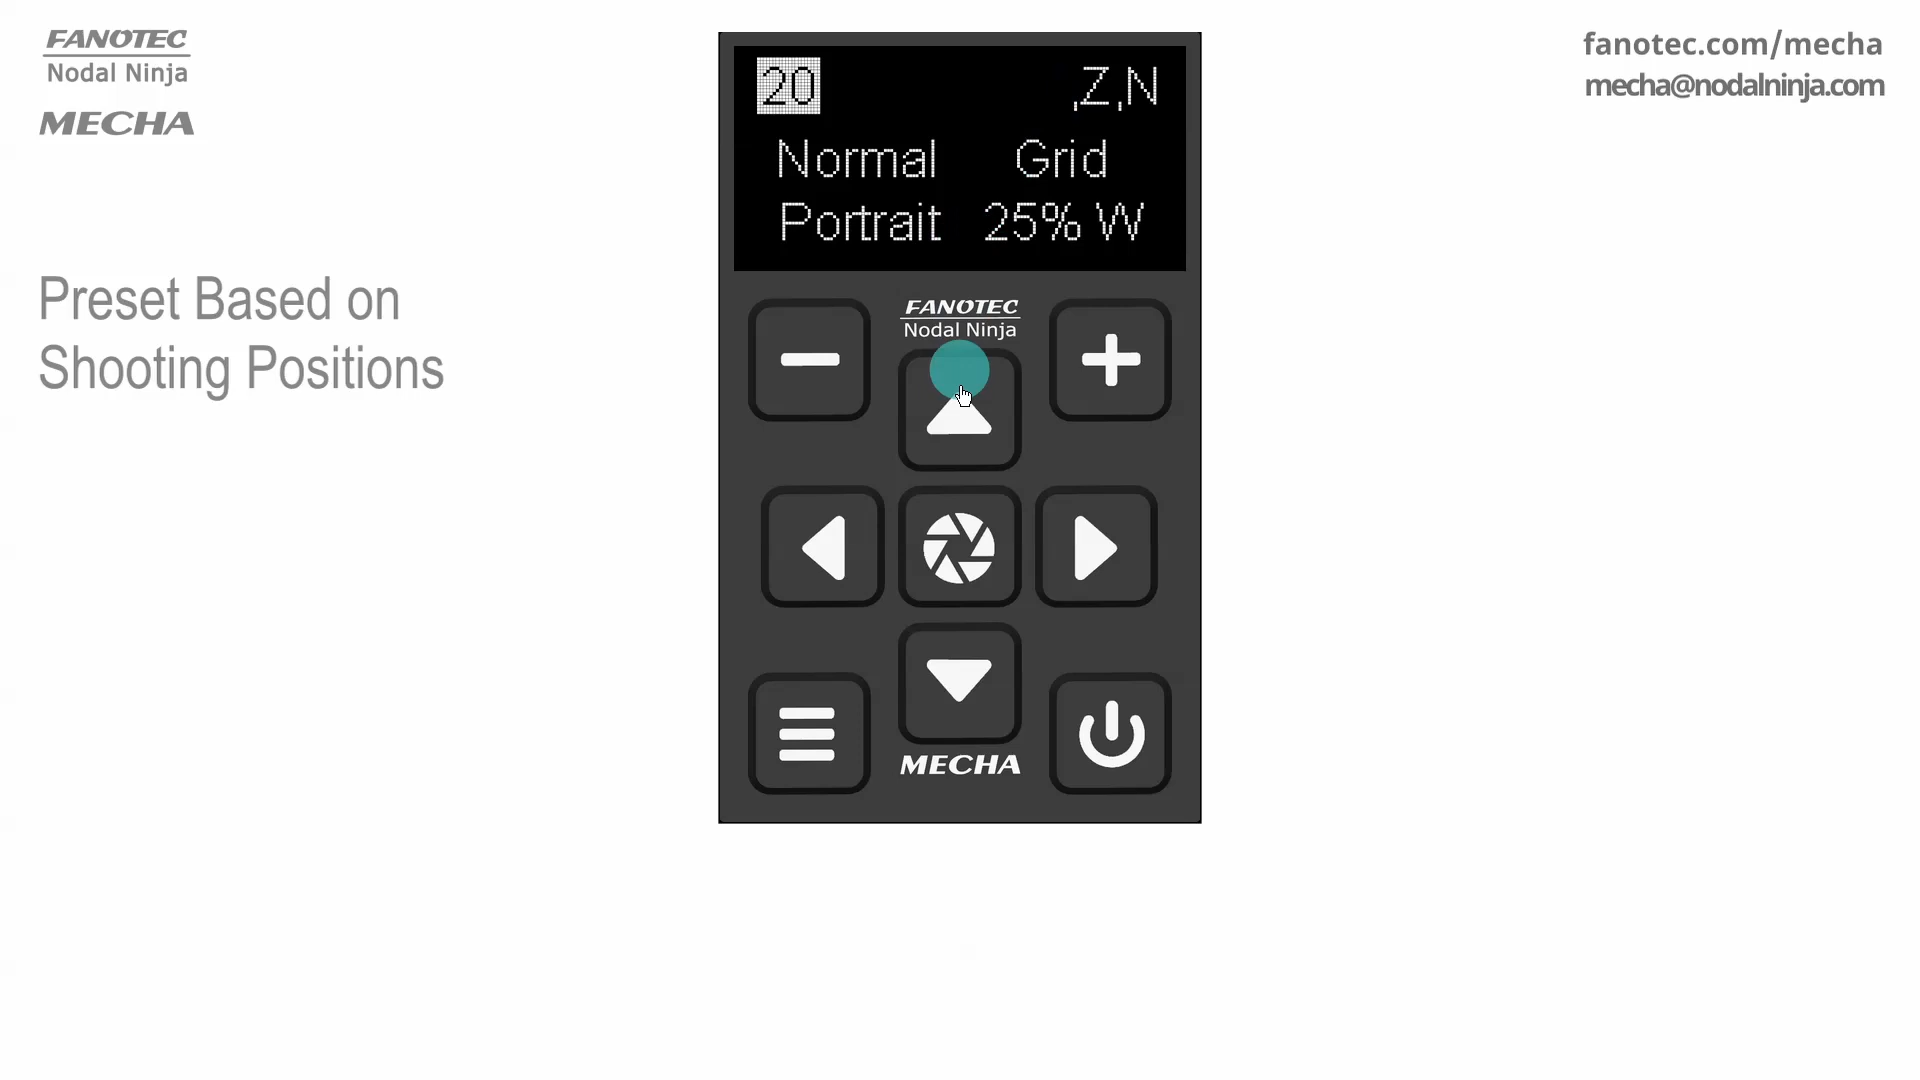 FANOTEC
Nodal Ninja
MECHA
fanotec.com/mecha
mecha@nodalninja.com
Preset Based on
Shooting Positions
20 ,Z,N
Normal Grid
Portrait 25% W
FANOTEC
Nodal Ninja
MECHA